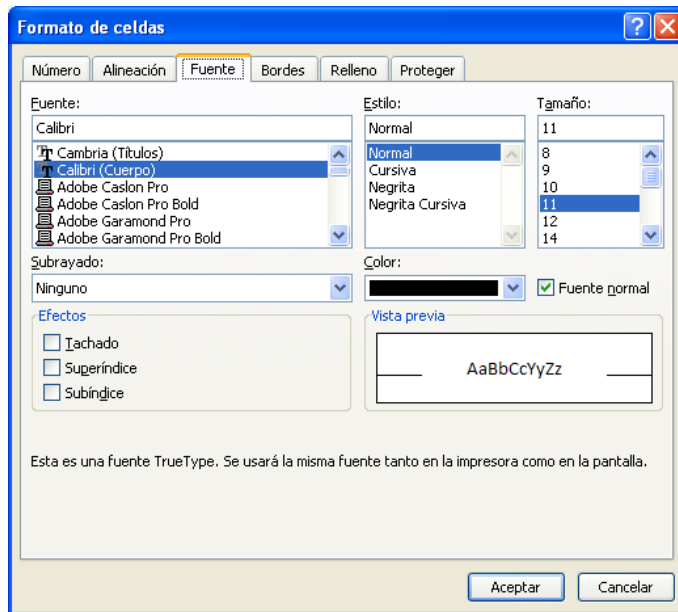 Formato de celdas
Número Alineación Fuente Bordes Relleno Proteger
Fuente: Estilo: Tamaño:
Calibri Normal 11
Cambria (Títulos) Normal 8
Calibri (Cuerpo) Cursiva 9
Adobe Caslon Pro Negrita 10
Adobe Caslon Pro Bold Negrita Cursiva 11
Adobe Garamond Pro 12
Adobe Garamond Pro Bold 14
Subrayado: Color:
Ninguno Fuente normal
Efectos Vista previa
Tachado
Superíndice AaBbCcYyZz
Subíndice
Esta es una fuente TrueType. Se usará la misma fuente tanto en la impresora como en la pantalla.
Aceptar Cancelar